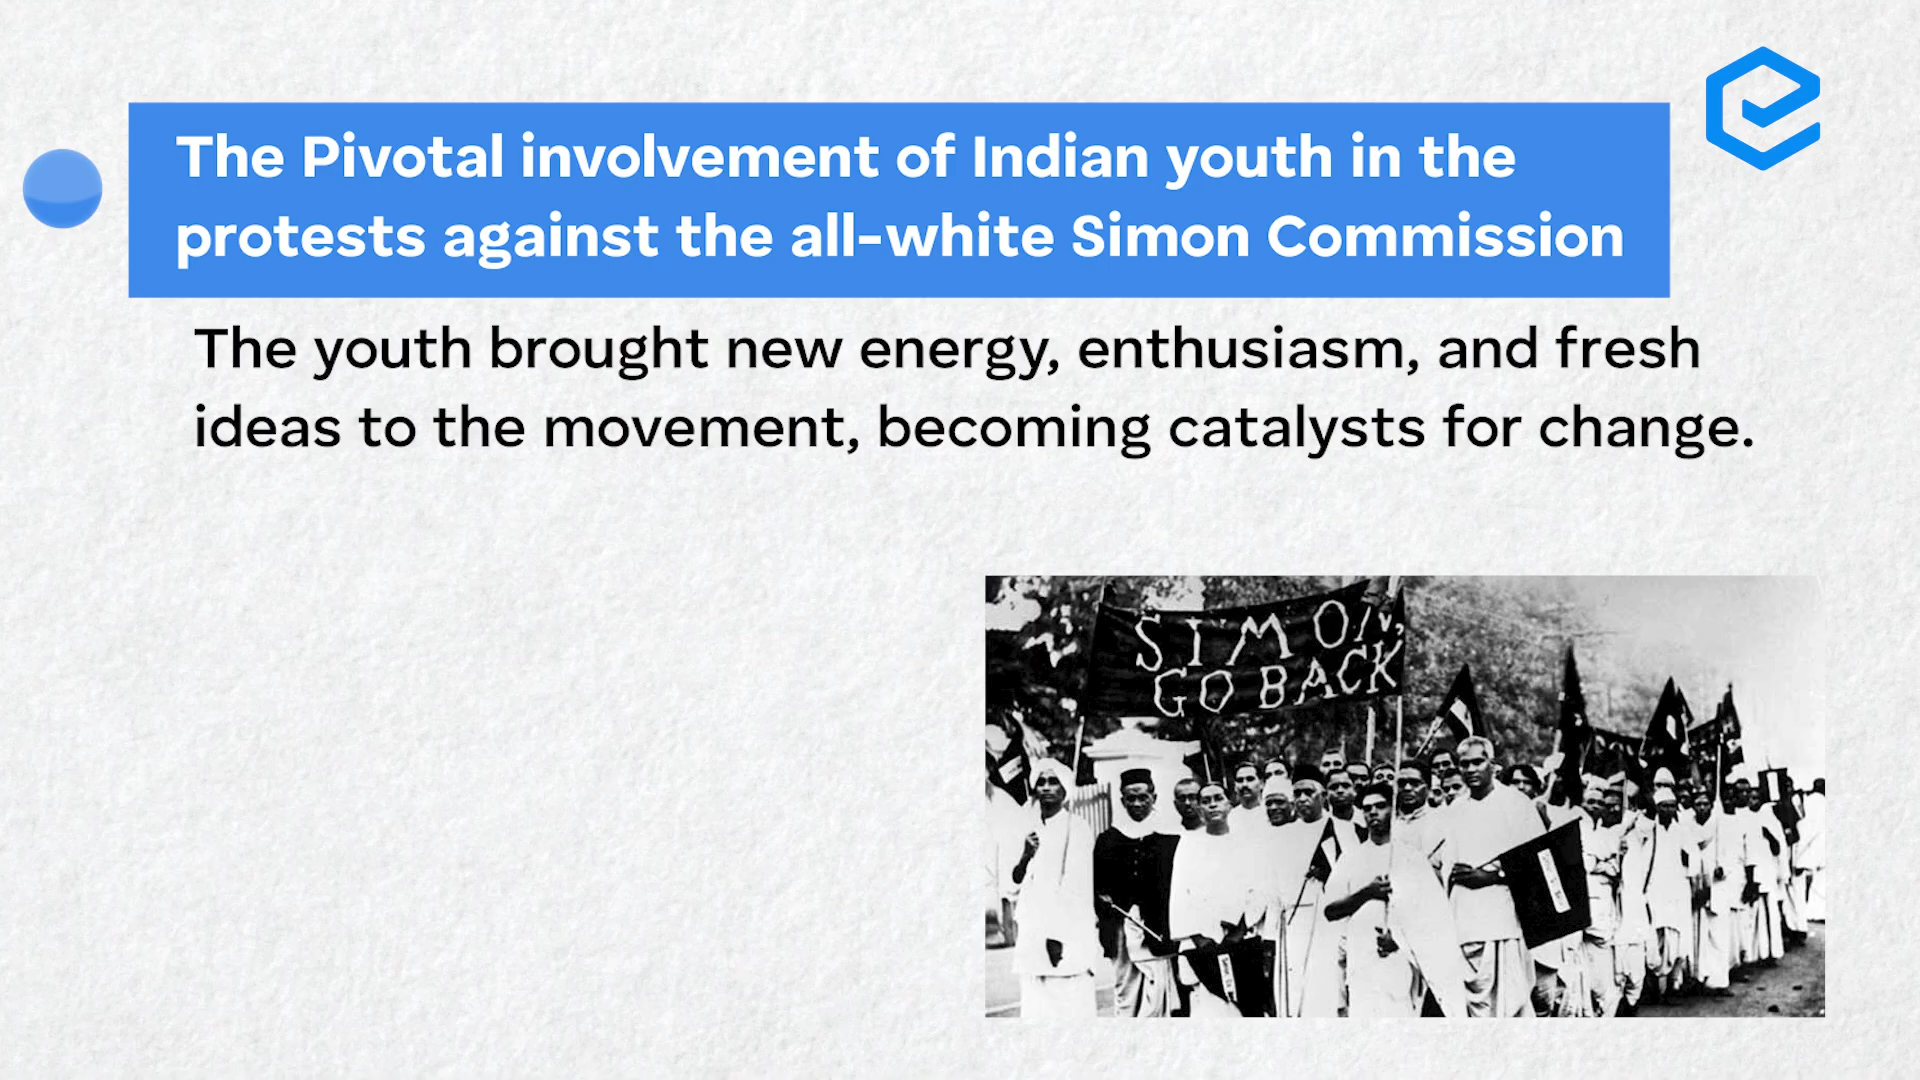 The Pivotal involvement of Indian youth in the
protests against the all-white Simon Commission
The youth brought new energy, enthusiasm, and fresh
ideas to the movement, becoming catalysts for change.
SIMON,
GO BACK